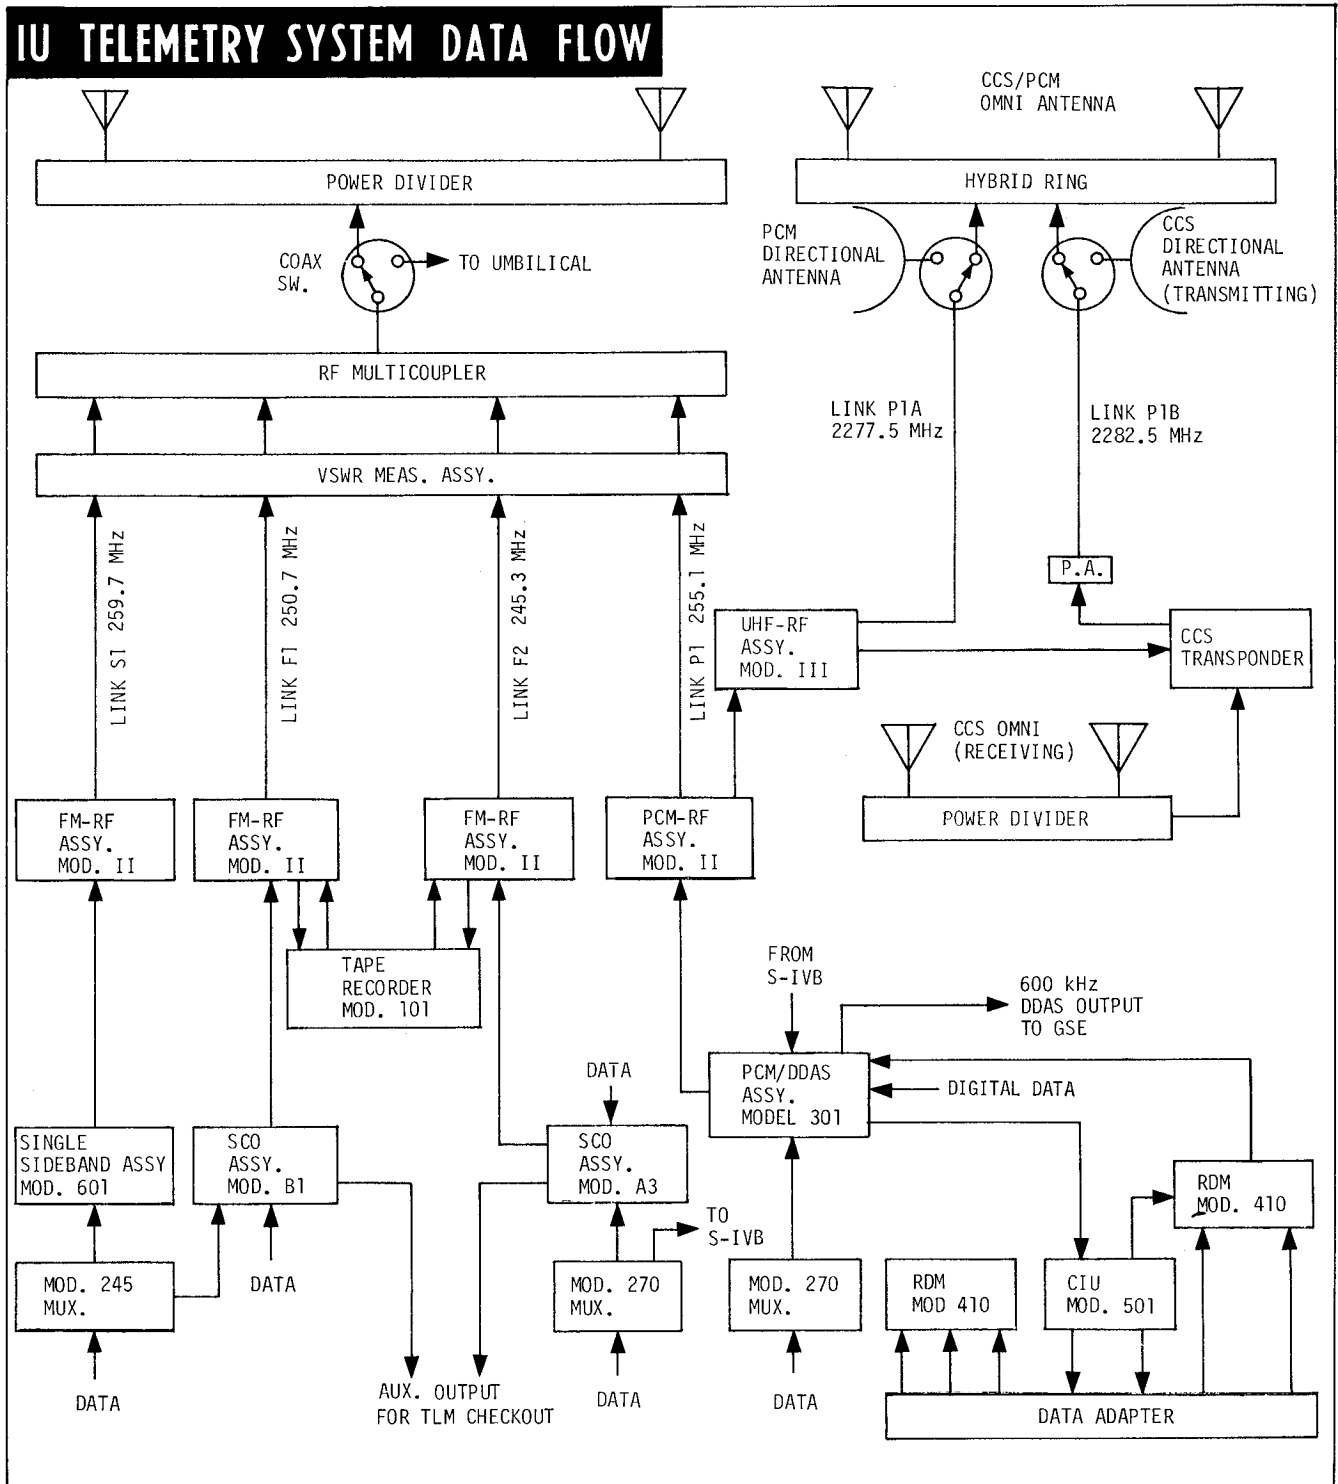 IU TELEMETRY SYSTEM DATA FLOW
CCS/PCM
OMNI ANTENNA
POWER DIVIDER
HYBRID RING
COAX
SW.
TO UMBILICAL
PCM
DIRECTIONAL
ANTENNA
CCS
DIRECTIONAL
ANTENNA
(TRANSMITTING)
RF MULTICOUPLER
LINK P1A
2277.5 MHz
LINK P1B
2282.5 MHz
VSWR MEAS. ASSY.
LINK S1 259.7 MHz
LINK F1 250.7 MHz
LINK F2 245.3 MHz
LINK P1 255.1 MHz
P.A.
UHF-RF
ASSY.
MOD. III
CCS
TRANSPONDER
CCS OMNI
(RECEIVING)
POWER DIVIDER
FM-RF
ASSY.
MOD. II
FM-RF
ASSY.
MOD. II
FM-RF
ASSY.
MOD. II
PCM-RF
ASSY.
MOD. II
TAPE
RECORDER
MOD. 101
FROM
S-IVB
600 kHz
DDAS OUTPUT
TO GSE
DATA
PCM/DDAS
ASSY.
MODEL 301
DIGITAL DATA
SINGLE
SIDEBAND ASSY
MOD. 601
SCO
ASSY.
MOD. B1
SCO
ASSY.
MOD. A3
RDM
MOD. 410
TO
S-IVB
MOD. 245
MUX.
DATA
MOD. 270
MUX.
MOD. 270
MUX.
RDM
MOD 410
CIU
MOD. 501
DATA
AUX. OUTPUT
FOR TLM CHECKOUT
DATA
DATA
DATA ADAPTER